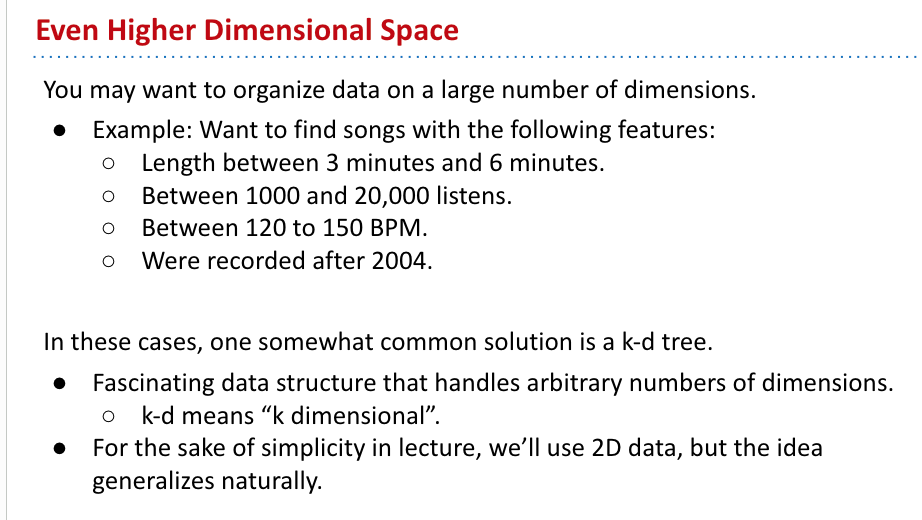 Even Higher Dimensional Space
You may want to organize data on a large number of dimensions.
● Example: Want to find songs with the following features:
○ Length between 3 minutes and 6 minutes.
○ Between 1000 and 20,000 listens.
○ Between 120 to 150 BPM.
○ Were recorded after 2004.
In these cases, one somewhat common solution is a k-d tree.
● Fascinating data structure that handles arbitrary numbers of dimensions.
○ k-d means “k dimensional”.
● For the sake of simplicity in lecture, we’ll use 2D data, but the idea
generalizes naturally.